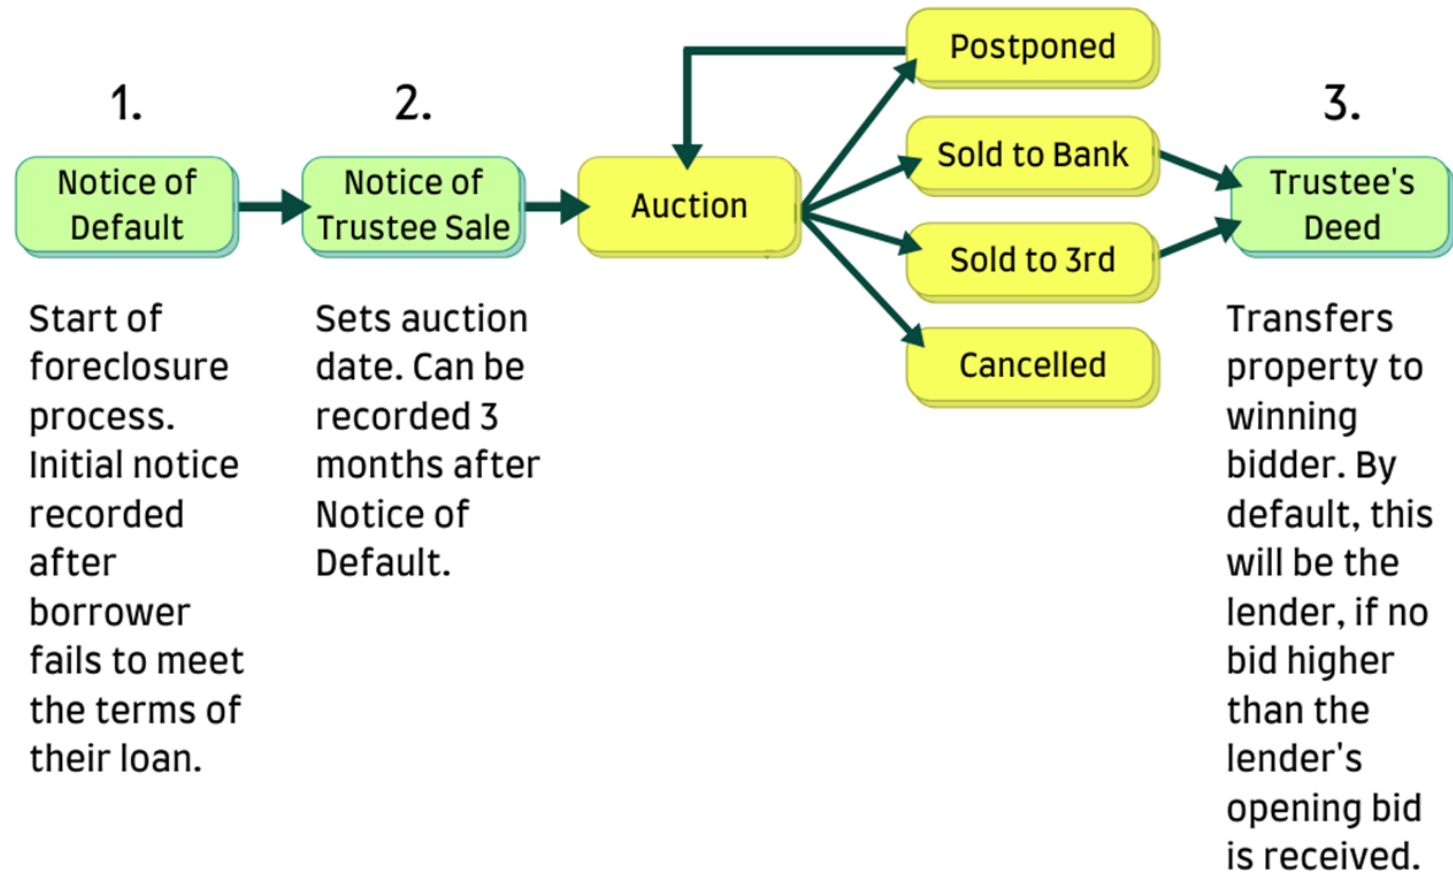 1.
Notice of
Default
Start of
foreclosure
process.
Initial notice
recorded
after
borrower
fails to meet
the terms of
their loan.
2.
Notice of
Trustee Sale
Sets auction
date. Can be
recorded 3
months after
Notice of
Default.
Auction
Postponed
Sold to Bank
Sold to 3rd
Cancelled
3.
Trustee's
Deed
Transfers
property to
winning
bidder. By
default, this
will be the
lender, if no
bid higher
than the
lender's
opening bid
is received.